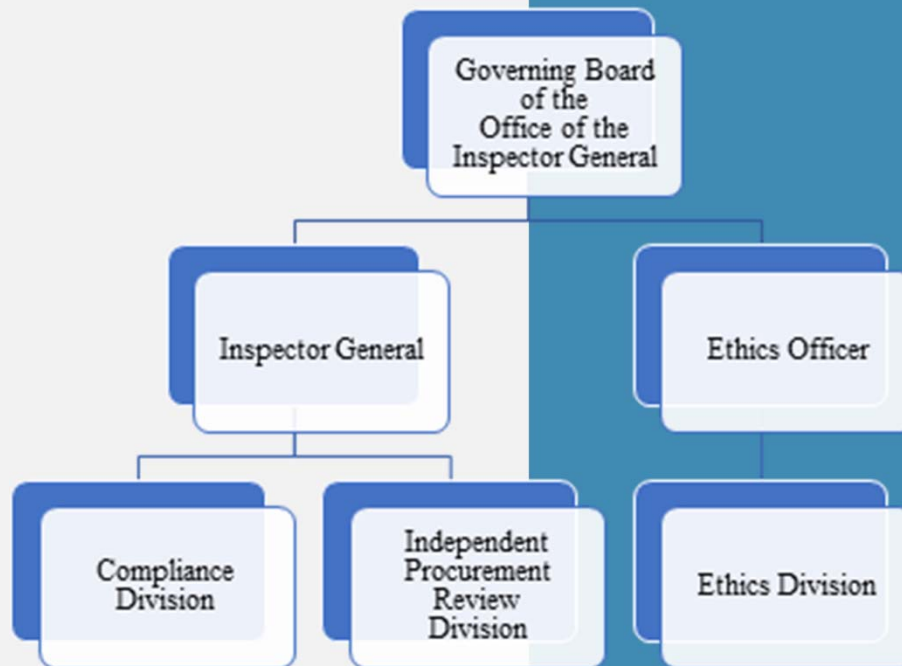 Governing Board
of the
Office of the
Inspector General
Inspector General
Ethics Officer
Compliance
Division
Independent
Procurement
Review
Division
Ethics Division